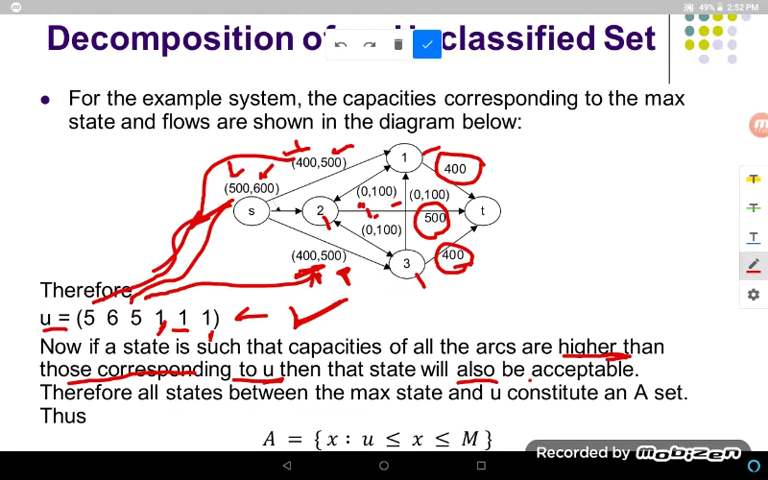 49% 2:52 PM
Decomposition of classified Set
For the example system, the capacities corresponding to the max
state and flows are shown in the diagram below:
(400,500)
1
400
(500,600)
(0,100)
(0,100)
s
2
500
t
(0,100)
(400,500)
3
400
Therefore
u = (5 6 5 1 1 1)
Now if a state is such that capacities of all the arcs are higher than
those corresponding to u then that state will also be acceptable.
Therefore all states between the max state and u constitute an A set.
Thus
A = {x: u ≤ x ≤ M}
Recorded by mobizen